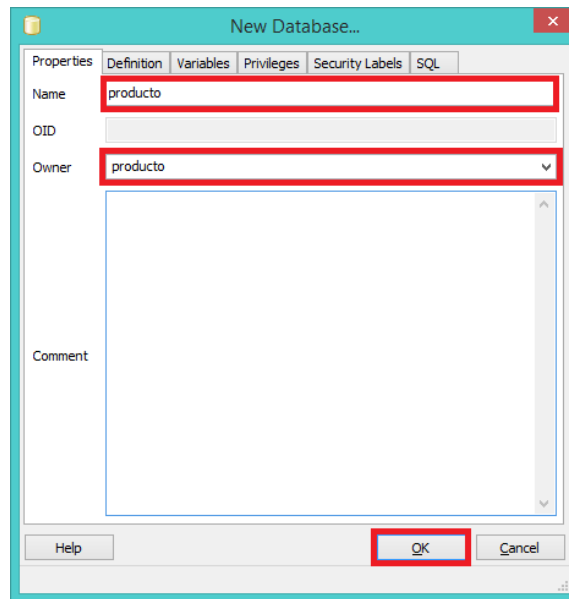 New Database...
Properties Definition Variables Privileges Security Labels SQL
Name producto
OID
Owner producto
Comment
Help OK Cancel